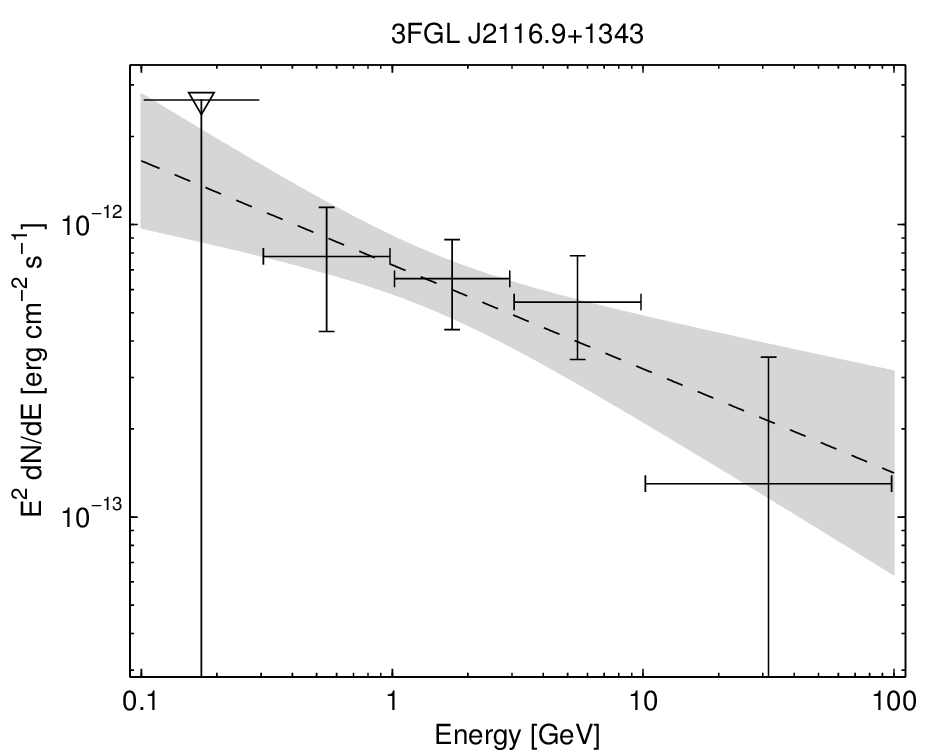 3FGL J2116.9+1343
E² dN/dE [erg cm⁻² s⁻¹]
10⁻¹²
10⁻¹³
0.1 1 10 100
Energy [GeV]